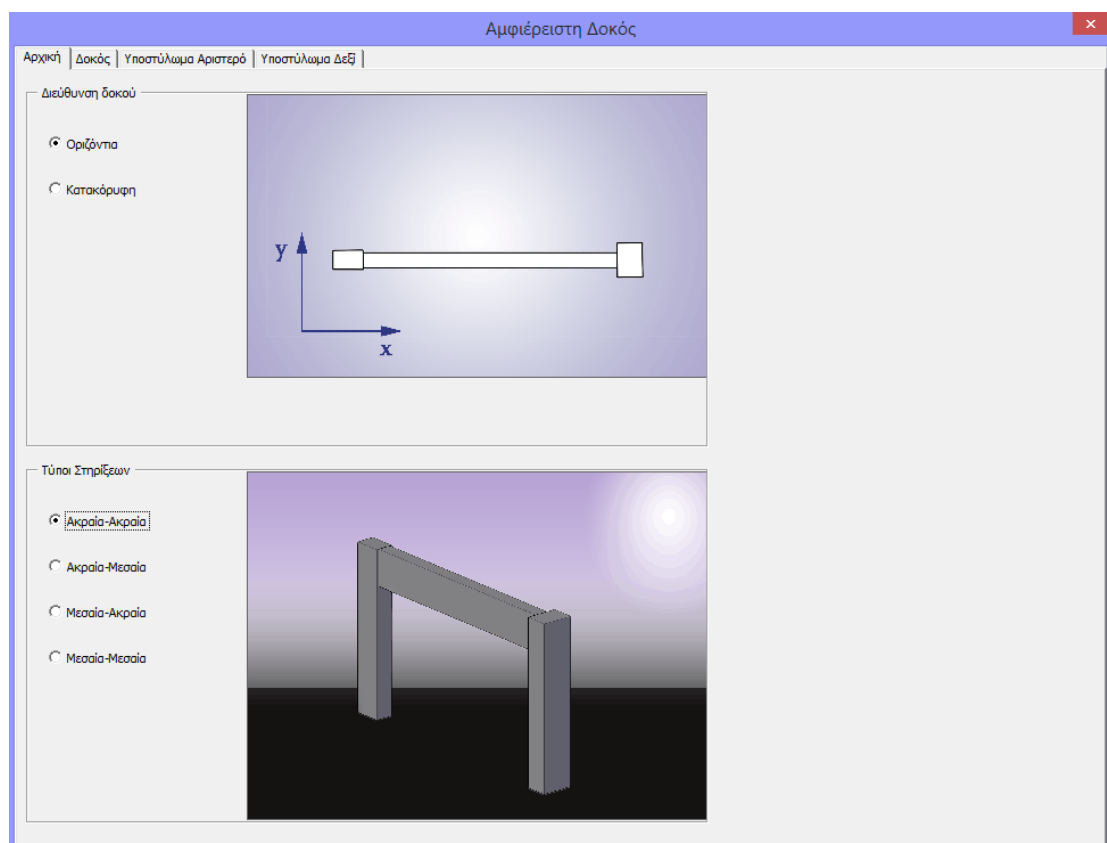 Αμφιέρειστη Δοκός
x
Αρχική Δοκός Υποστύλωμα Αριστερό Υποστύλωμα Δεξί
Διεύθυνση δοκού
Οριζόντια
Κατακόρυφη
y
x
Τύποι Στηρίξεων
Ακραία-Ακραία
Ακραία-Μεσαία
Μεσαία-Ακραία
Μεσαία-Μεσαία